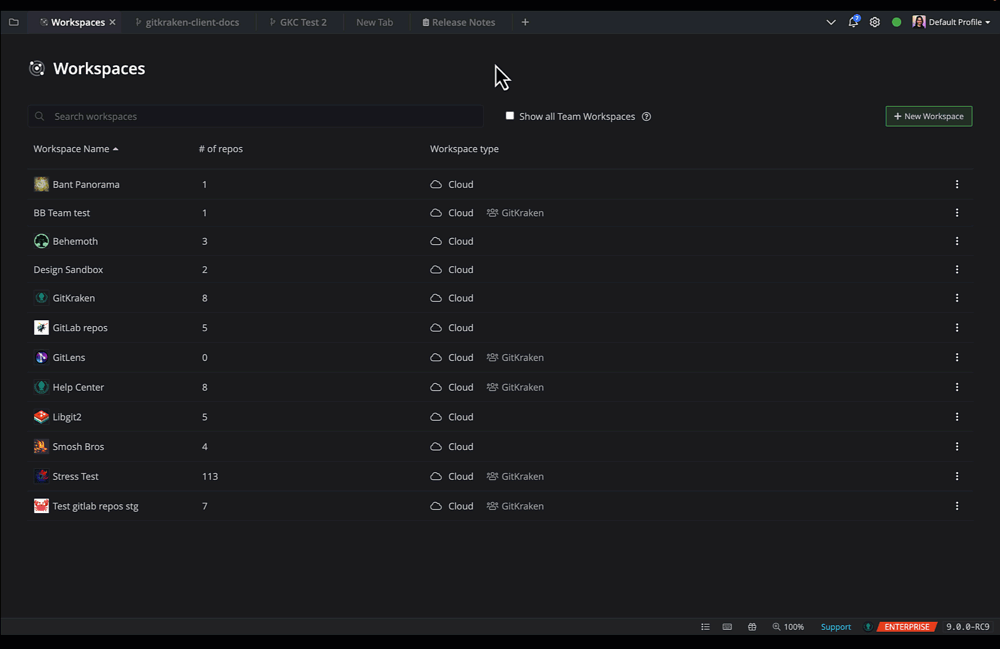 Workspaces gitkraken-client-docs GKC Test 2 New Tab Release Notes 7 Default Profile
Workspaces
Search workspaces Show all Team Workspaces New Workspace
Workspace Name # of repos Workspace type
Bant Panorama 1 Cloud
BB Team test 1 Cloud GitKraken
Behemoth 3 Cloud
Design Sandbox 2 Cloud
GitKraken 8 Cloud
GitLab repos 5 Cloud
GitLens 0 Cloud GitKraken
Help Center 8 Cloud GitKraken
Libgit2 5 Cloud
Smosh Bros 4 Cloud
Stress Test 113 Cloud GitKraken
Test gitlab repos stg 7 Cloud GitKraken
100% Support ENTERPRISE 9.0.0-RC9